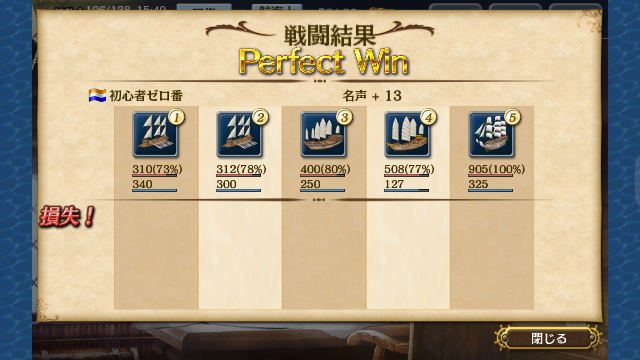 戦闘結果
Perfect Win
初心者ゼロ番 名声 + 13
1 2 3 4 5
310(73%) 312(78%) 400(80%) 508(77%) 905(100%)
340 300 250 127 325
損失！
閉じる